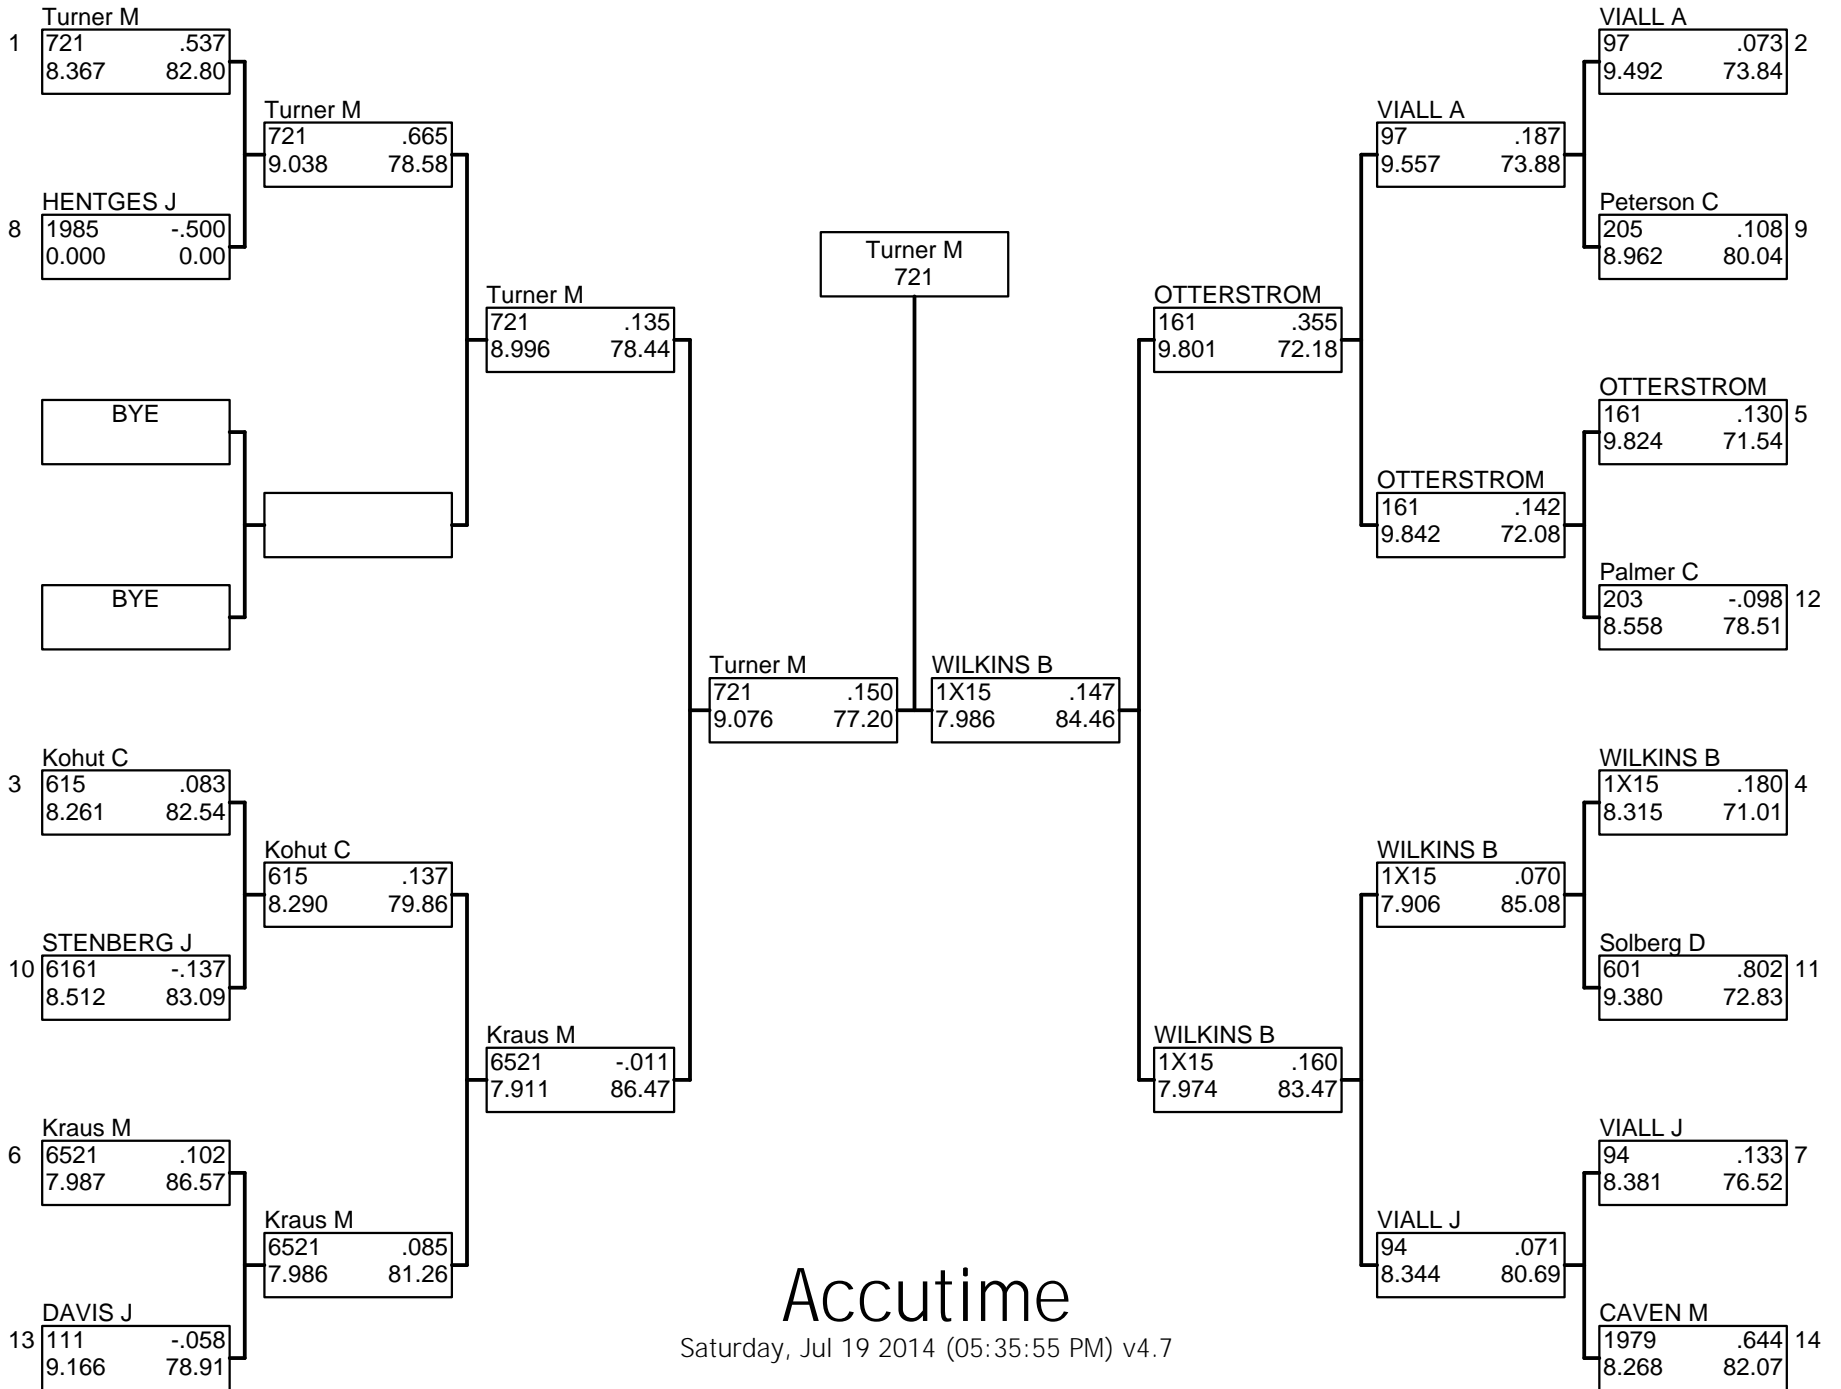 Turner M
1 721 .537
8.367 82.80
HENTGES J
8 1985 -.500
0.000 0.00
BYE
BYE
Kohut C
3 615 .083
8.261 82.54
STENBERG J
10 6161 -.137
8.512 83.09
Kraus M
6 6521 .102
7.987 86.57
DAVIS J
13 111 -.058
9.166 78.91
Turner M
721 .665
9.038 78.58
Kohut C
615 .137
8.290 79.86
Kraus M
6521 .085
7.986 81.26
Turner M
721 .135
8.996 78.44
Kraus M
6521 -.011
7.911 86.47
Turner M
721 .150
9.076 77.20
Turner M
721
WILKINS B
1X15 .147
7.986 84.46
OTTERSTROM
161 .355
9.801 72.18
WILKINS B
1X15 .160
7.974 83.47
VIALL A
97 .187
9.557 73.88
OTTERSTROM
161 .142
9.842 72.08
WILKINS B
1X15 .070
7.906 85.08
VIALL J
94 .071
8.344 80.69
VIALL A
97 .073 2
9.492 73.84
Peterson C
205 .108 9
8.962 80.04
OTTERSTROM
161 .130 5
9.824 71.54
Palmer C
203 -.098 12
8.558 78.51
WILKINS B
1X15 .180 4
8.315 71.01
Solberg D
601 .802 11
9.380 72.83
VIALL J
94 .133 7
8.381 76.52
CAVEN M
1979 .644 14
8.268 82.07
Accutime
Saturday, Jul 19 2014 (05:35:55 PM) v4.7